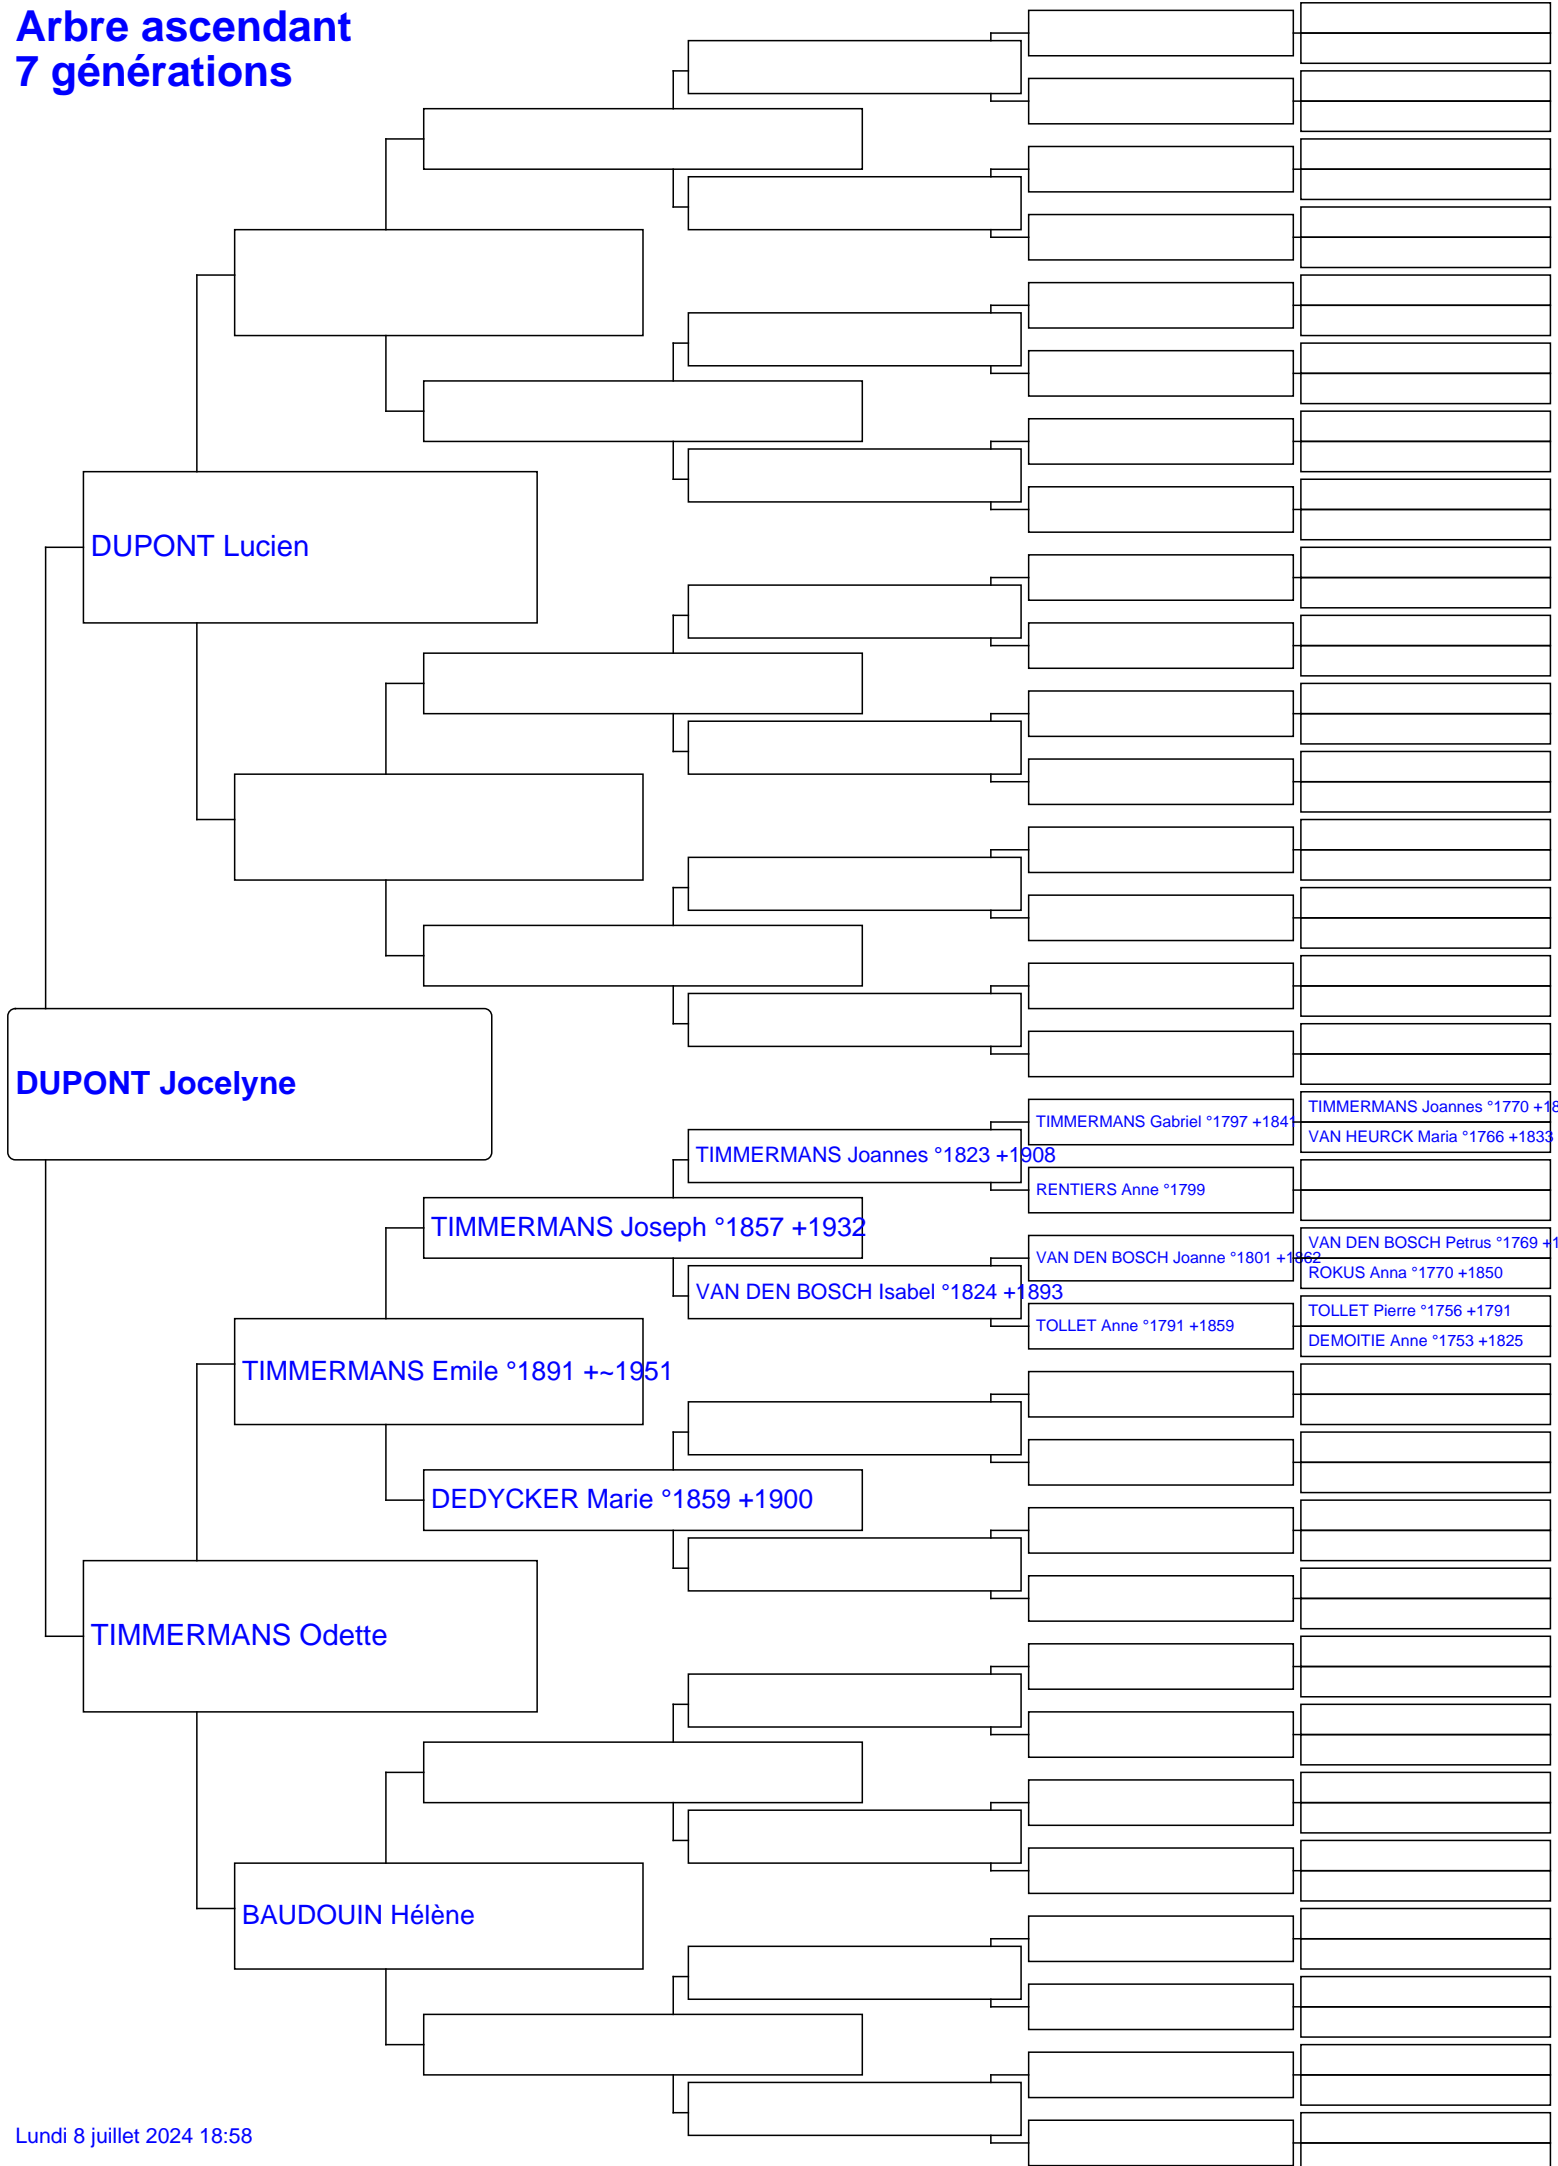 Arbre ascendant
7 générations
DUPONT Lucien
DUPONT Jocelyne
TIMMERMANS Gabriel °1797 +1841
TIMMERMANS Joannes °1770 +18
VAN HEURCK Maria °1766 +1833
TIMMERMANS Joannes °1823 +1908
RENTIERS Anne °1799
TIMMERMANS Joseph °1857 +1932
VAN DEN BOSCH Joanne °1801 +1862
VAN DEN BOSCH Petrus °1769 +1
ROKUS Anna °1770 +1850
VAN DEN BOSCH Isabel °1824 +1893
TOLLET Anne °1791 +1859
TOLLET Pierre °1756 +1791
DEMOITIE Anne °1753 +1825
TIMMERMANS Emile °1891 +~1951
DEDYCKER Marie °1859 +1900
TIMMERMANS Odette
BAUDOUIN Hélène
Lundi 8 juillet 2024 18:58